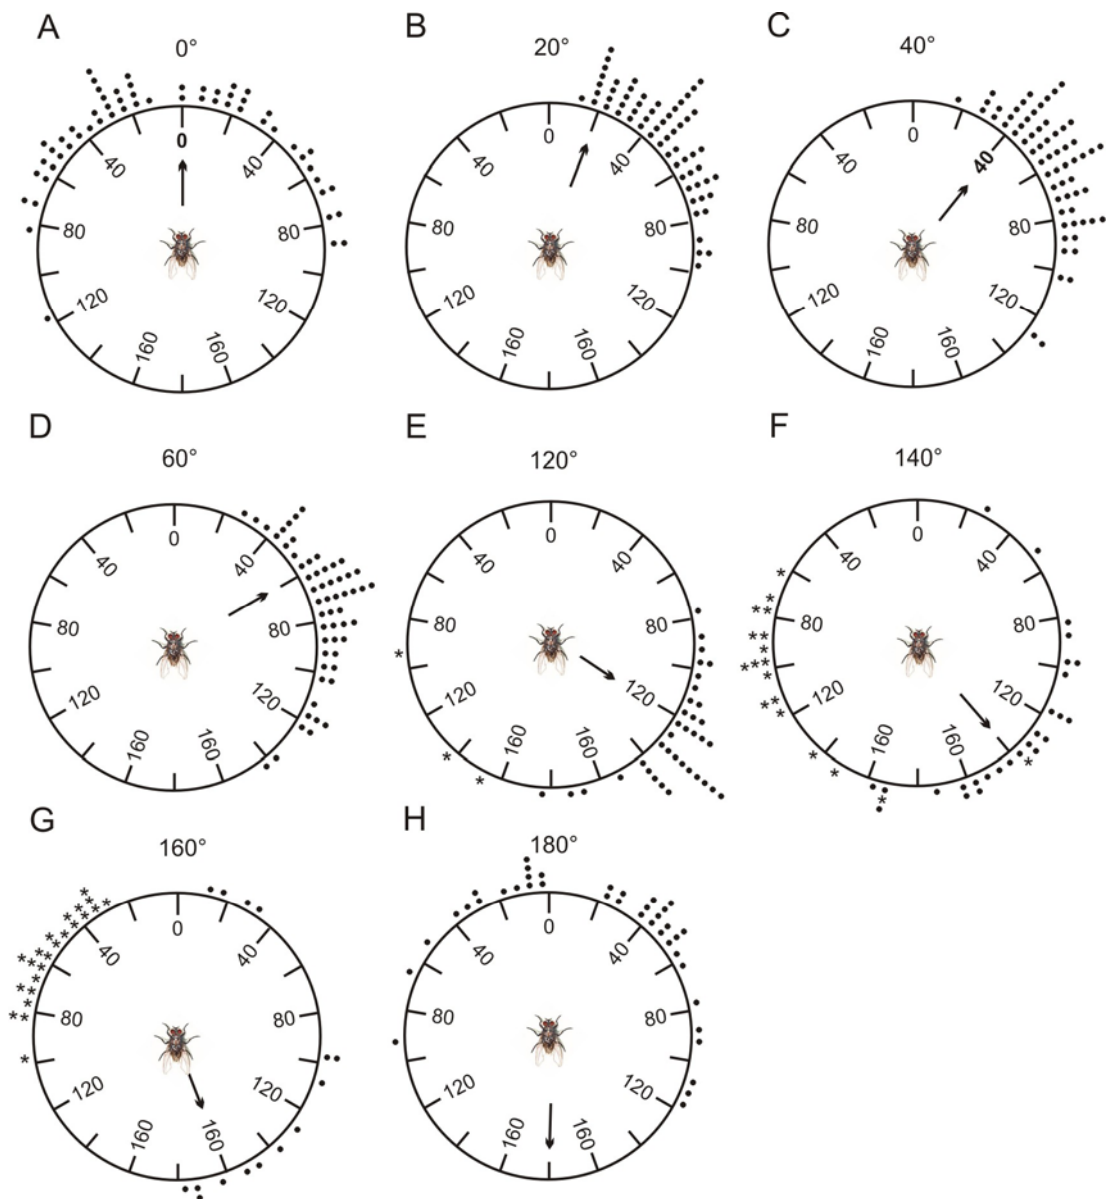 A B C
0° 20° 40°
0 0 0
40 40 40 40 40 40
80 80 80 80 80
120 120 120 120 120 120
160 160 160 160 160 160
D E F
60° 120° 140°
0 0 0
40 40 40 40 40 40
80 80 80 80 80 80
120 120 120 120 120 120
160 160 160 160 160 160
G H
160° 180°
0 0
40 40 40 40
80 80 80 80
120 120 120 120
160 160 160 160